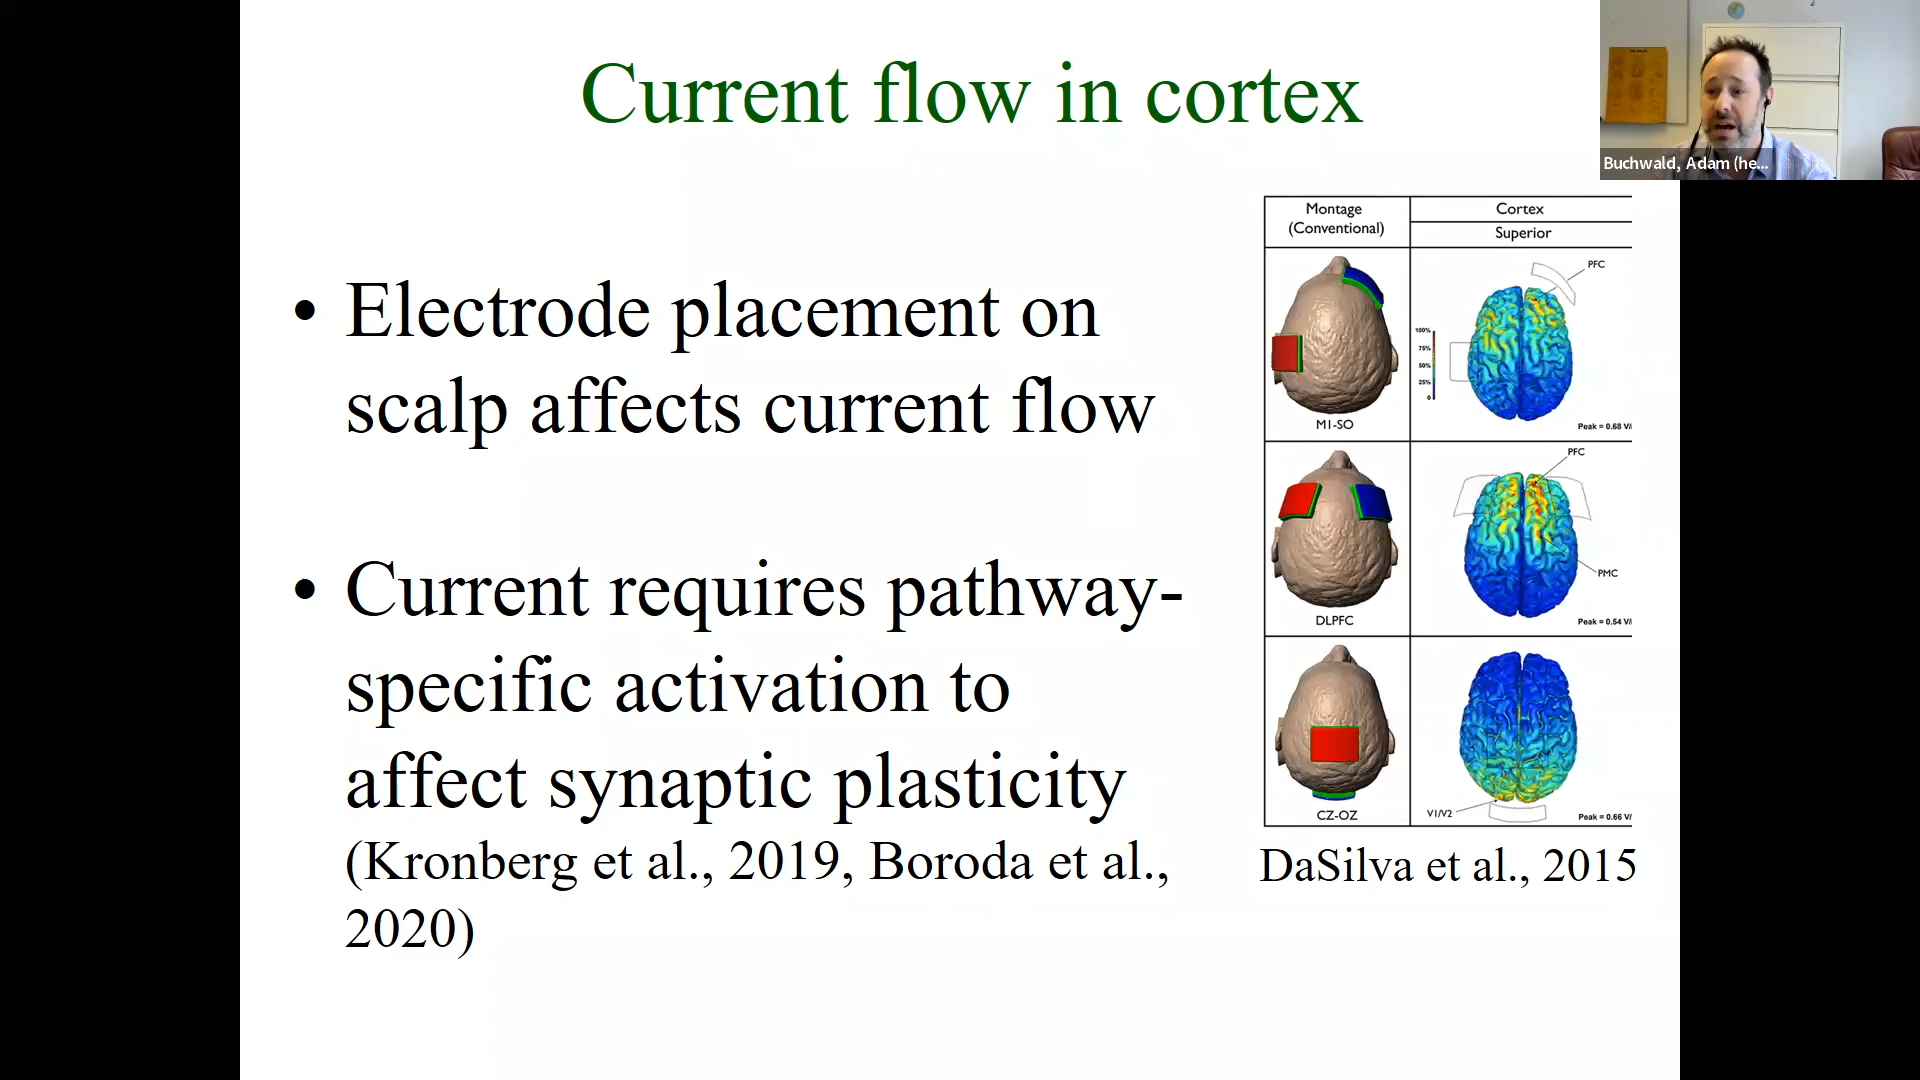 Current flow in cortex
Buchwald, Adam (he...
• Electrode placement on
scalp affects current flow
• Current requires pathway-
specific activation to
affect synaptic plasticity
(Kronberg et al., 2019, Boroda et al.,
2020)
Montage
(Conventional)
Cortex
Superior
PFC
100%
75%
50%
25%
0
M1-SO
Peak = 0.68 V/
PFC
PMC
DLPFC
Peak = 0.54 V/
V1/V2
CZ-OZ
Peak = 0.66 V/
DaSilva et al., 2015